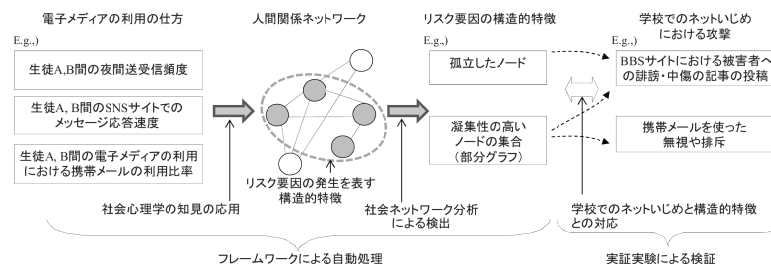 電子メディアの利用の仕方
人間関係ネットワーク
リスク要因の構造的特徴
学校でのネットいじめ
における攻撃
E.g.,)
生徒A,B間の夜間送受信頻度
生徒A, B間のSNSサイトでの
メッセージ応答速度
生徒A, B間の電子メディアの利用
における携帯メールの利用比率
リスク要因の発生を表す
構造的特徴
E.g.,)
孤立したノード
凝集性の高い
ノードの集合
(部分グラフ)
E.g.,)
BBSサイトにおける被害者へ
の誹謗・中傷の記事の投稿
携帯メールを使った
無視や排斥
社会心理学の知見の応用
社会ネットワーク分析
による検出
学校でのネットいじめと構造的特徴
との対応
フレームワークによる自動処理
実証実験による検証